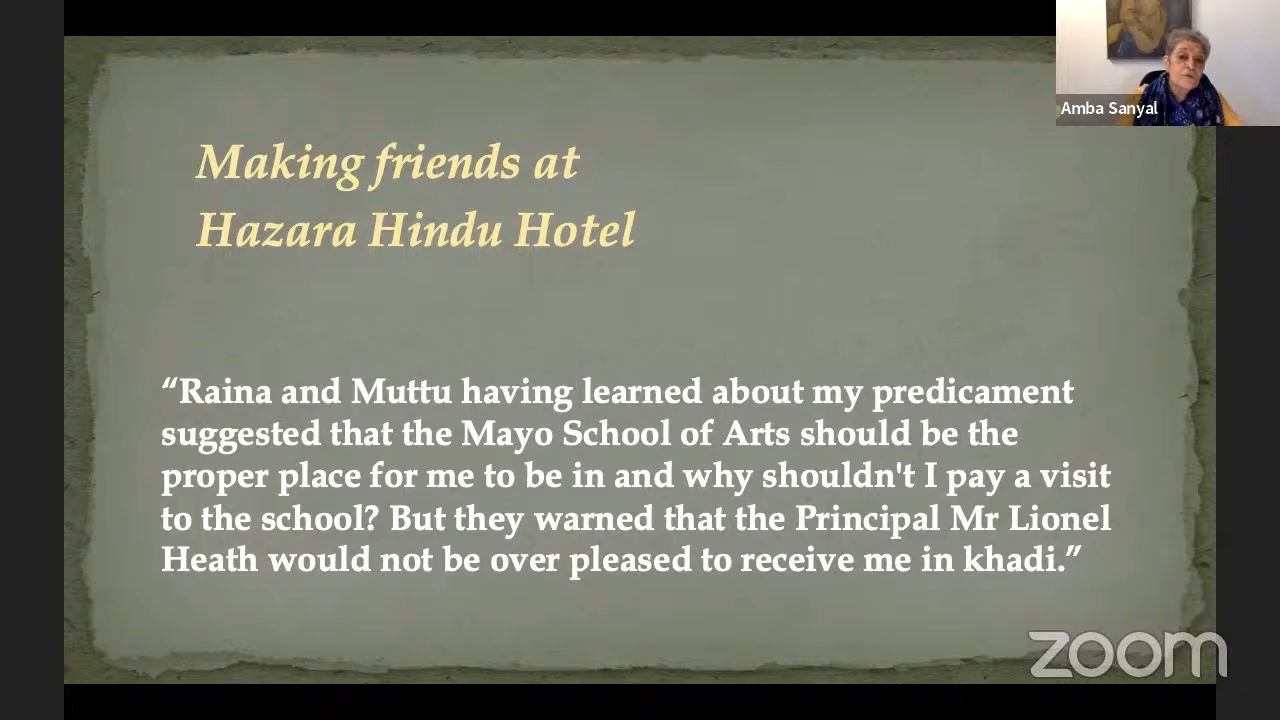 Amba Sanyal
Making friends at
Hazara Hindu Hotel
“Raina and Muttu having learned about my predicament
suggested that the Mayo School of Arts should be the
proper place for me to be in and why shouldn't I pay a visit
to the school? But they warned that the Principal Mr Lionel
Heath would not be over pleased to receive me in khadi.”
zoom